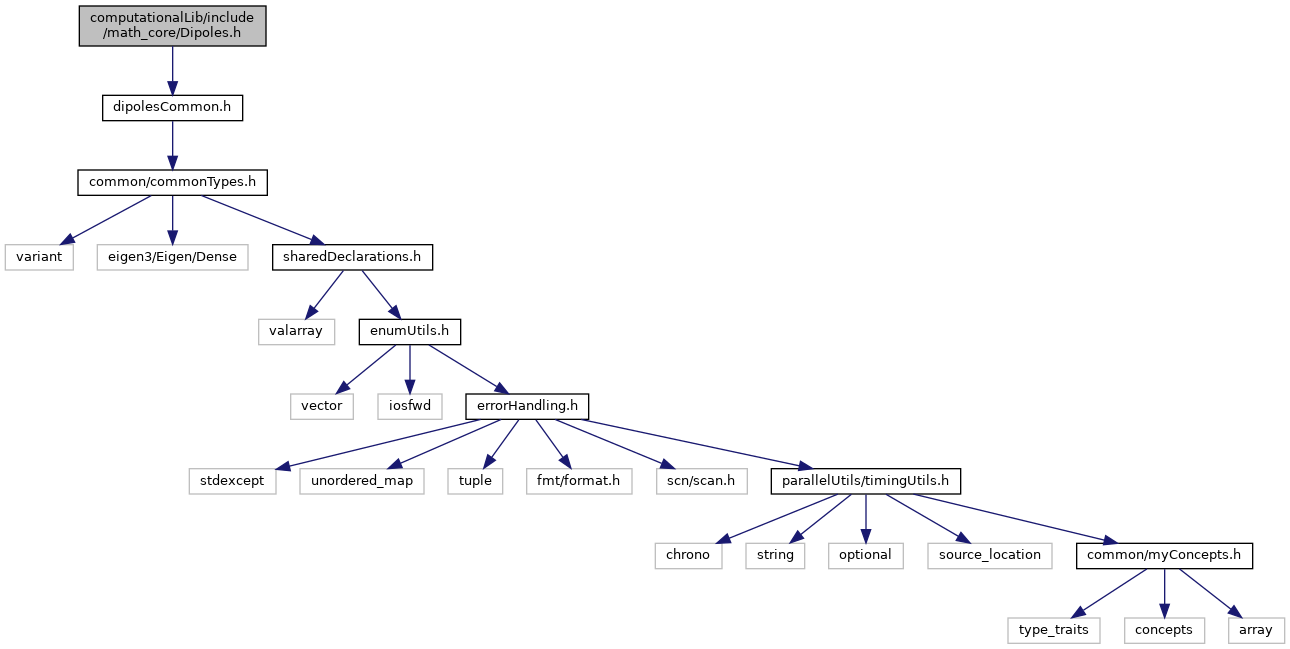 computationalLib/include
/math_core/Dipoles.h
dipolesCommon.h
common/commonTypes.h
variant
eigen3/Eigen/Dense
sharedDeclarations.h
valarray
enumUtils.h
vector
iosfwd
errorHandling.h
stdexcept
unordered_map
tuple
fmt/format.h
scn/scan.h
parallelUtils/timingUtils.h
chrono
string
optional
source_location
common/myConcepts.h
type_traits
concepts
array